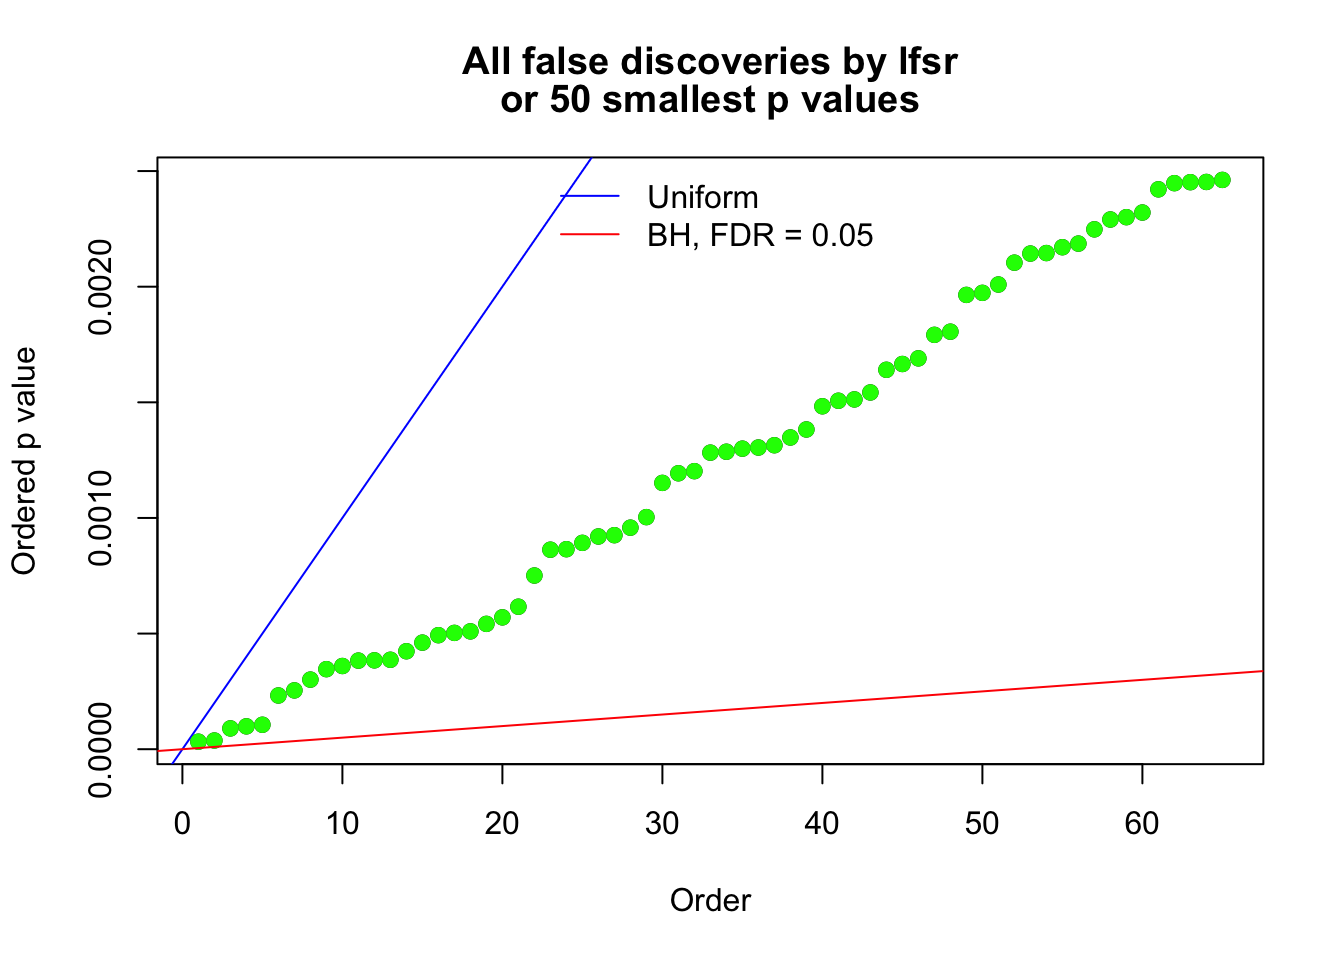 All false discoveries by lfsr
or 50 smallest p values
Uniform
BH, FDR = 0.05
Ordered p value
0.0000
0.0010
0.0020
0
10
20
30
40
50
60
Order